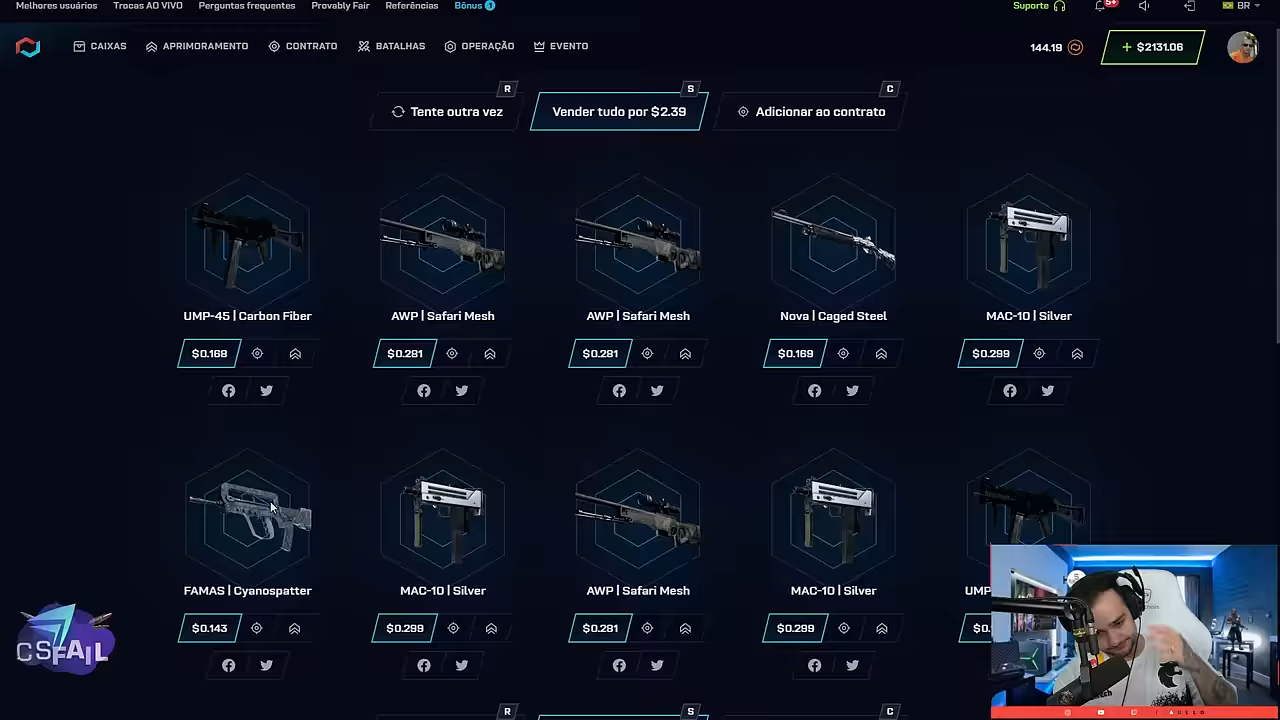 Melhores usuários Trocas AO VIVO Perguntas frequentes Provably Fair Referências Bônus 1 Suporte 5+ BR
CAIXAS APRIMORAMENTO CONTRATO BATALHAS OPERAÇÃO EVENTO 144.19 + $2131.06
R S C
Tente outra vez Vender tudo por $2.39 Adicionar ao contrato
UMP-45 | Carbon Fiber AWP | Safari Mesh AWP | Safari Mesh Nova | Caged Steel MAC-10 | Silver
$0.168 $0.281 $0.281 $0.169 $0.299
FAMAS | Cyanospatter MAC-10 | Silver AWP | Safari Mesh MAC-10 | Silver UMP
$0.143 $0.299 $0.281 $0.299 $0.
CSFAIL
R S C